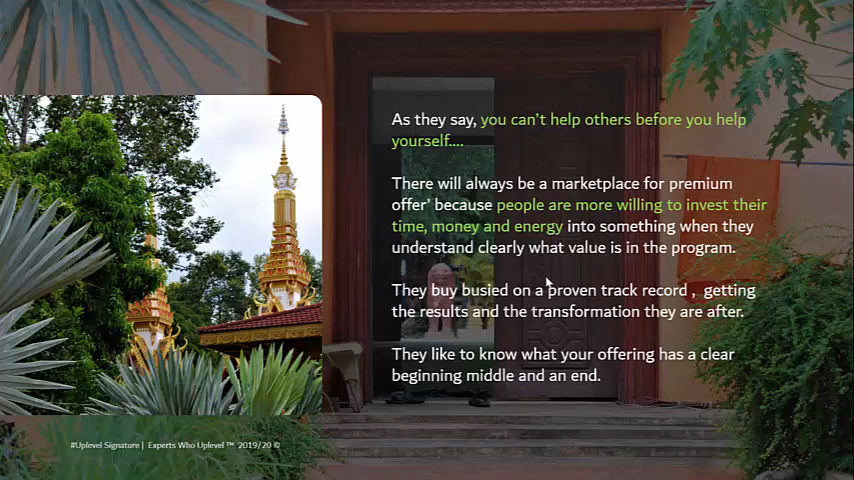 As they say, you can't help others before you help
yourself....
There will always be a marketplace for premium
offer' because people are more willing to invest their
time, money and energy into something when they
understand clearly what value is in the program.
They buy busied on a proven track record , getting
the results and the transformation they are after.
They like to know what your offering has a clear
beginning middle and an end.
#Uplevel Signature | Experts Who Uplevel ™ 2019/20 ©